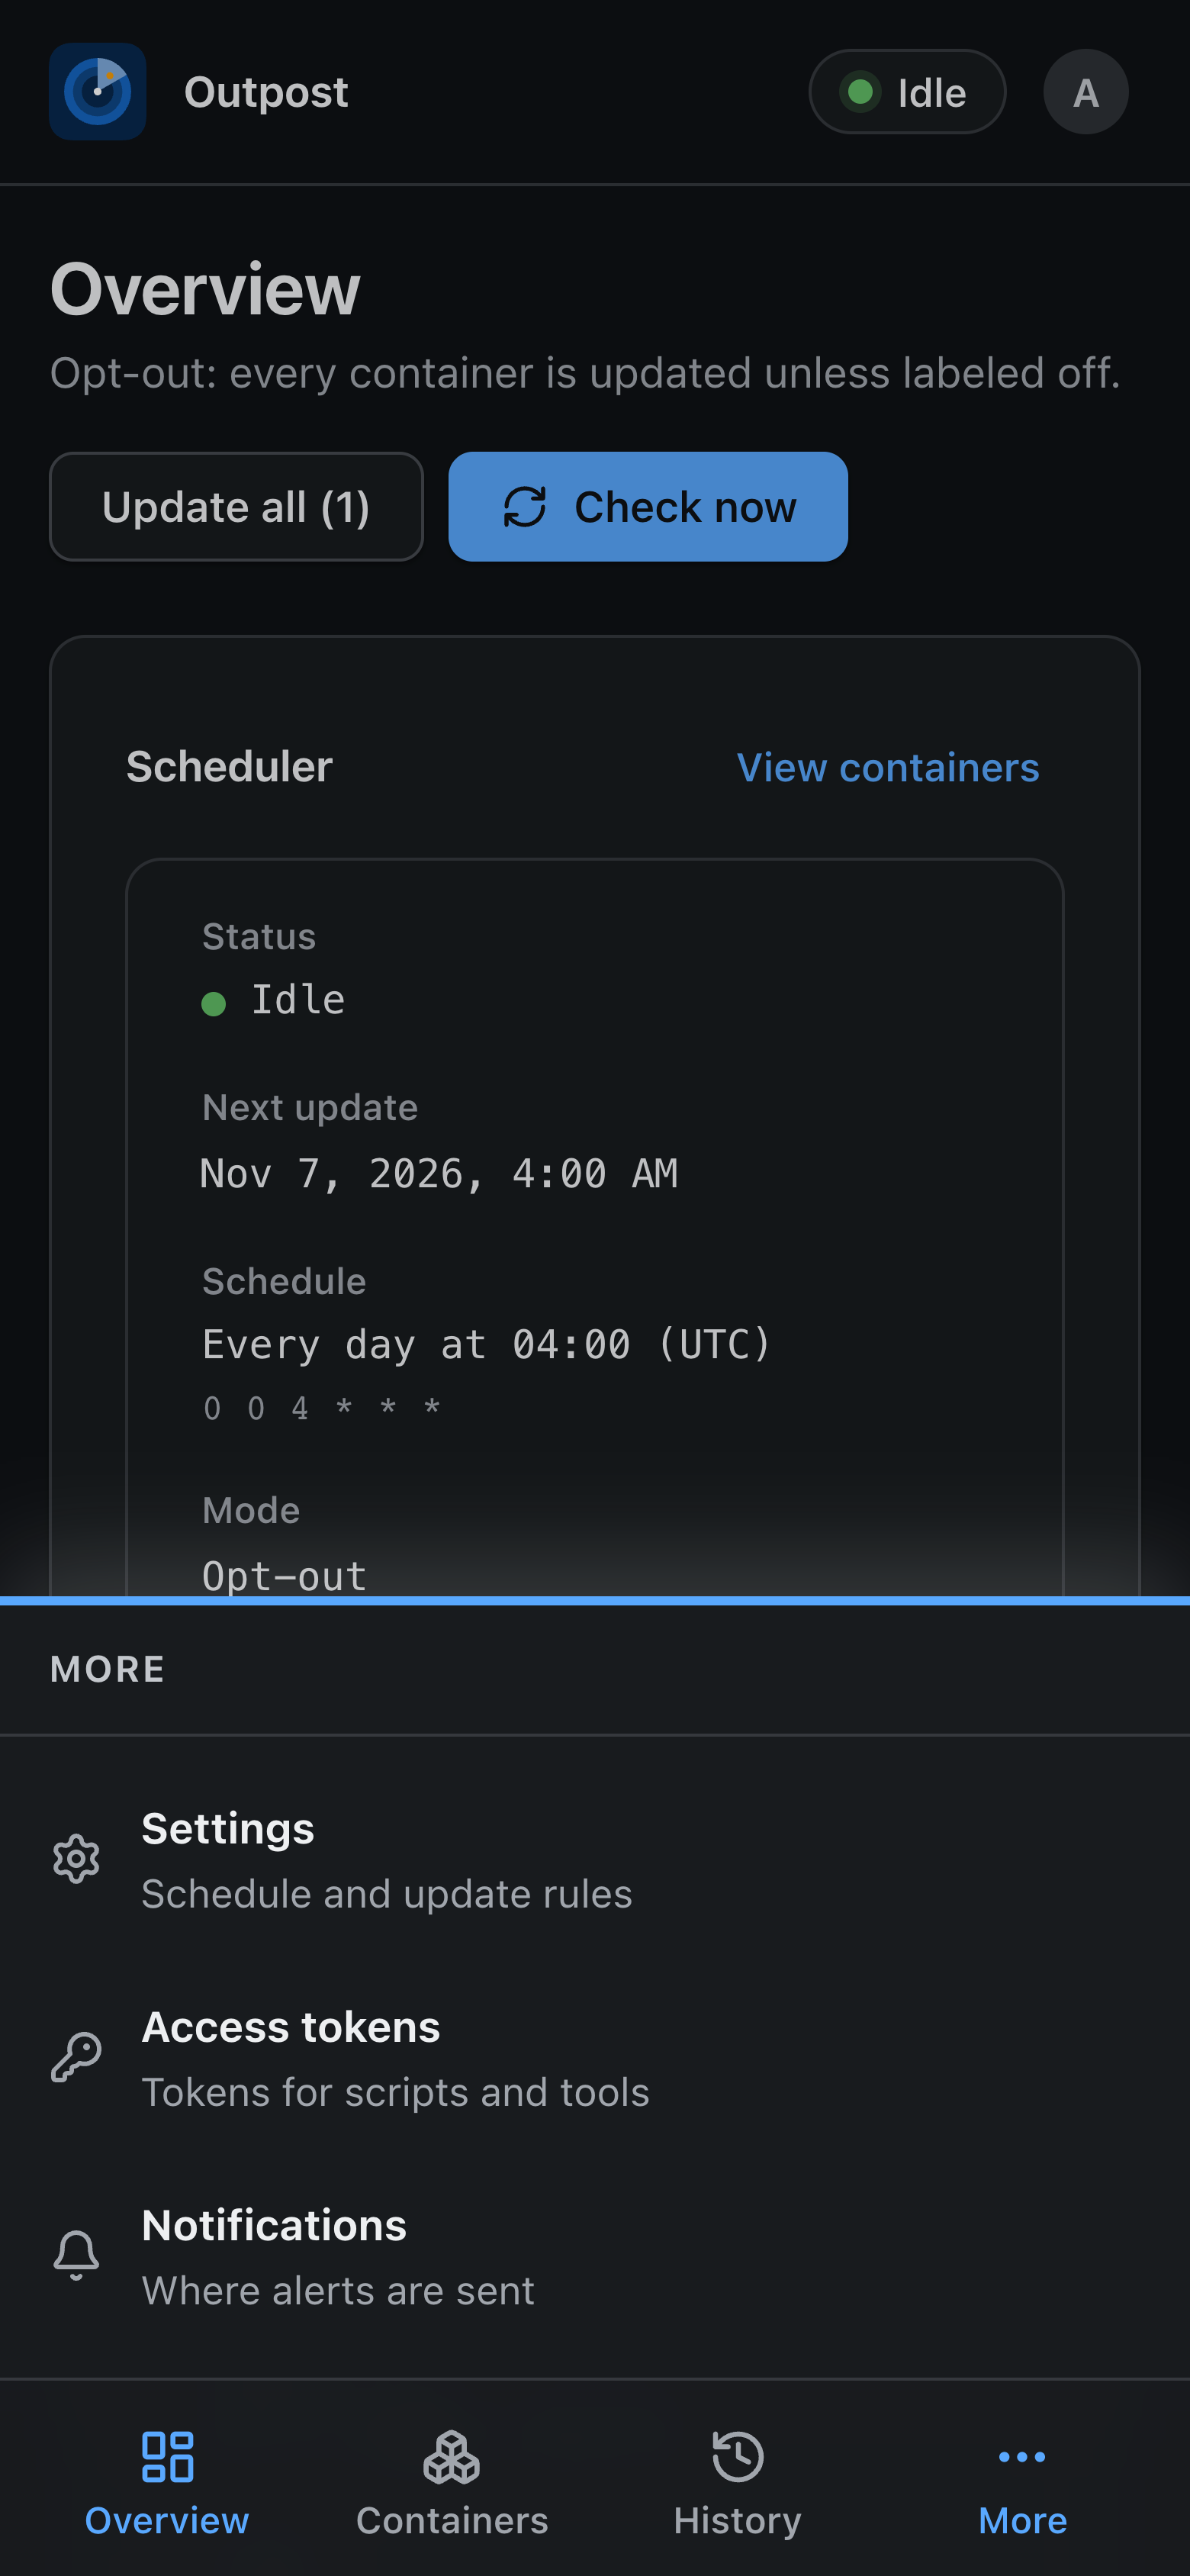 Outpost
Idle
A
Overview
Opt-out: every container is updated unless labeled off.
Update all (1)
Check now
Scheduler
View containers
Status
Idle
Next update
Nov 7, 2026, 4:00 AM
Schedule
Every day at 04:00 (UTC)
0 0 4 * * *
Mode
Opt-out
MORE
Settings
Schedule and update rules
Access tokens
Tokens for scripts and tools
Notifications
Where alerts are sent
Overview
Containers
History
More